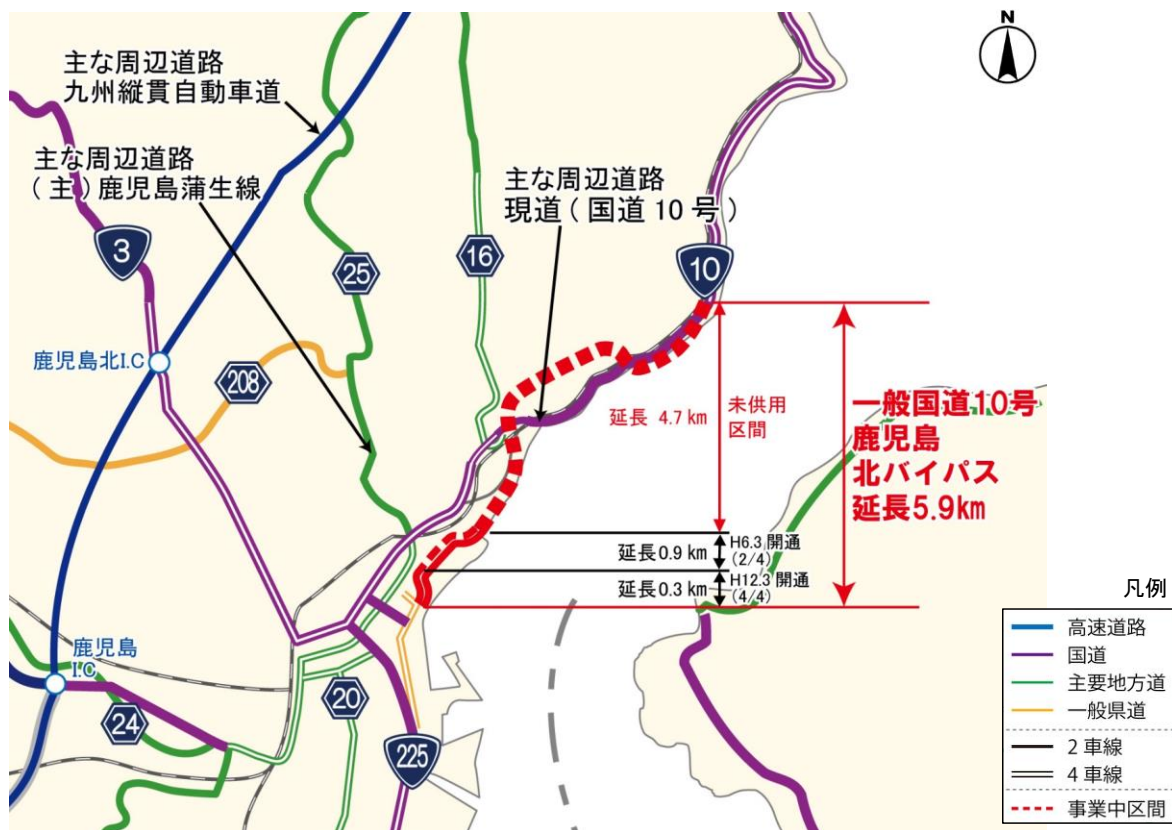 N
主な周辺道路
九州縦貫自動車道
主な周辺道路
(主)鹿児島蒲生線
主な周辺道路
現道(国道10号)
3
25
16
10
鹿児島北I.C
208
延長 4.7 km
未供用
区間
一般国道10号
鹿児島
北バイパス
延長5.9km
延長0.9 km
H6.3 開通
(2/4)
延長0.3 km
H12.3 開通
(4/4)
鹿児島
I.C
24
20
225
凡例
高速道路
国道
主要地方道
一般県道
2車線
4車線
事業中区間